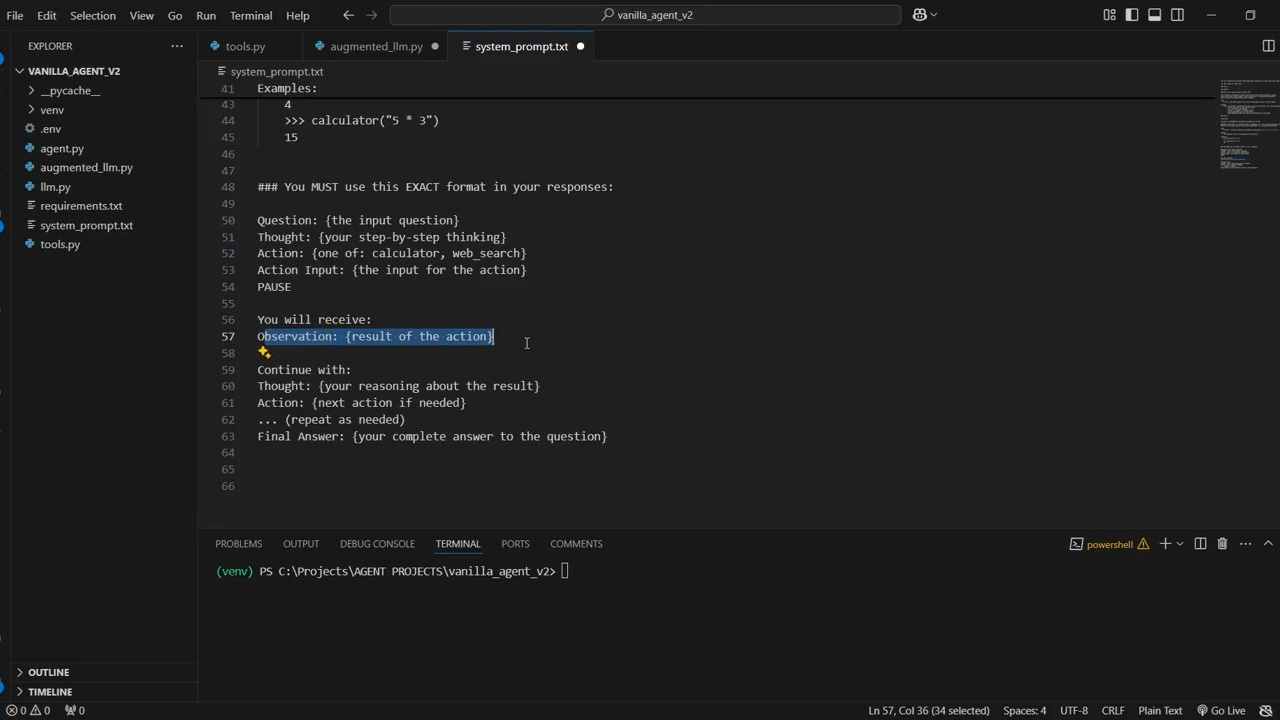 File Edit Selection View Go Run Terminal Help
vanilla_agent_v2
EXPLORER
tools.py
augmented_llm.py
system_prompt.txt
VANILLA_AGENT_V2
__pycache__
venv
.env
agent.py
augmented_llm.py
llm.py
requirements.txt
system_prompt.txt
tools.py
OUTLINE
TIMELINE
system_prompt.txt
41 Examples:
43 4
44 >>> calculator("5 * 3")
45 15
46
47
48 ### You MUST use this EXACT format in your responses:
49
50 Question: {the input question}
51 Thought: {your step-by-step thinking}
52 Action: {one of: calculator, web_search}
53 Action Input: {the input for the action}
54 PAUSE
55
56 You will receive:
57 Observation: {result of the action}
58
59 Continue with:
60 Thought: {your reasoning about the result}
61 Action: {next action if needed}
62 ... (repeat as needed)
63 Final Answer: {your complete answer to the question}
64
65
66
PROBLEMS OUTPUT DEBUG CONSOLE TERMINAL PORTS COMMENTS
powershell
(venv) PS C:\Projects\AGENT PROJECTS\vanilla_agent_v2>
0 0 0
Ln 57, Col 36 (34 selected) Spaces: 4 UTF-8 CRLF Plain Text Go Live